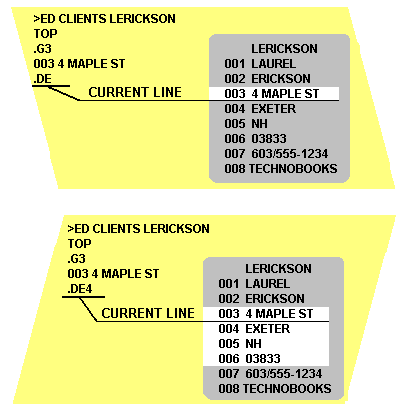 >ED CLIENTS LERICKSON
TOP
.G3
003 4 MAPLE ST
.DE
CURRENT LINE
LERICKSON
001 LAUREL
002 ERICKSON
003 4 MAPLE ST
004 EXETER
005 NH
006 03833
007 603/555-1234
008 TECHNOBOOKS
>ED CLIENTS LERICKSON
TOP
.G3
003 4 MAPLE ST
.DE4
CURRENT LINE
LERICKSON
001 LAUREL
002 ERICKSON
003 4 MAPLE ST
004 EXETER
005 NH
006 03833
007 603/555-1234
008 TECHNOBOOKS